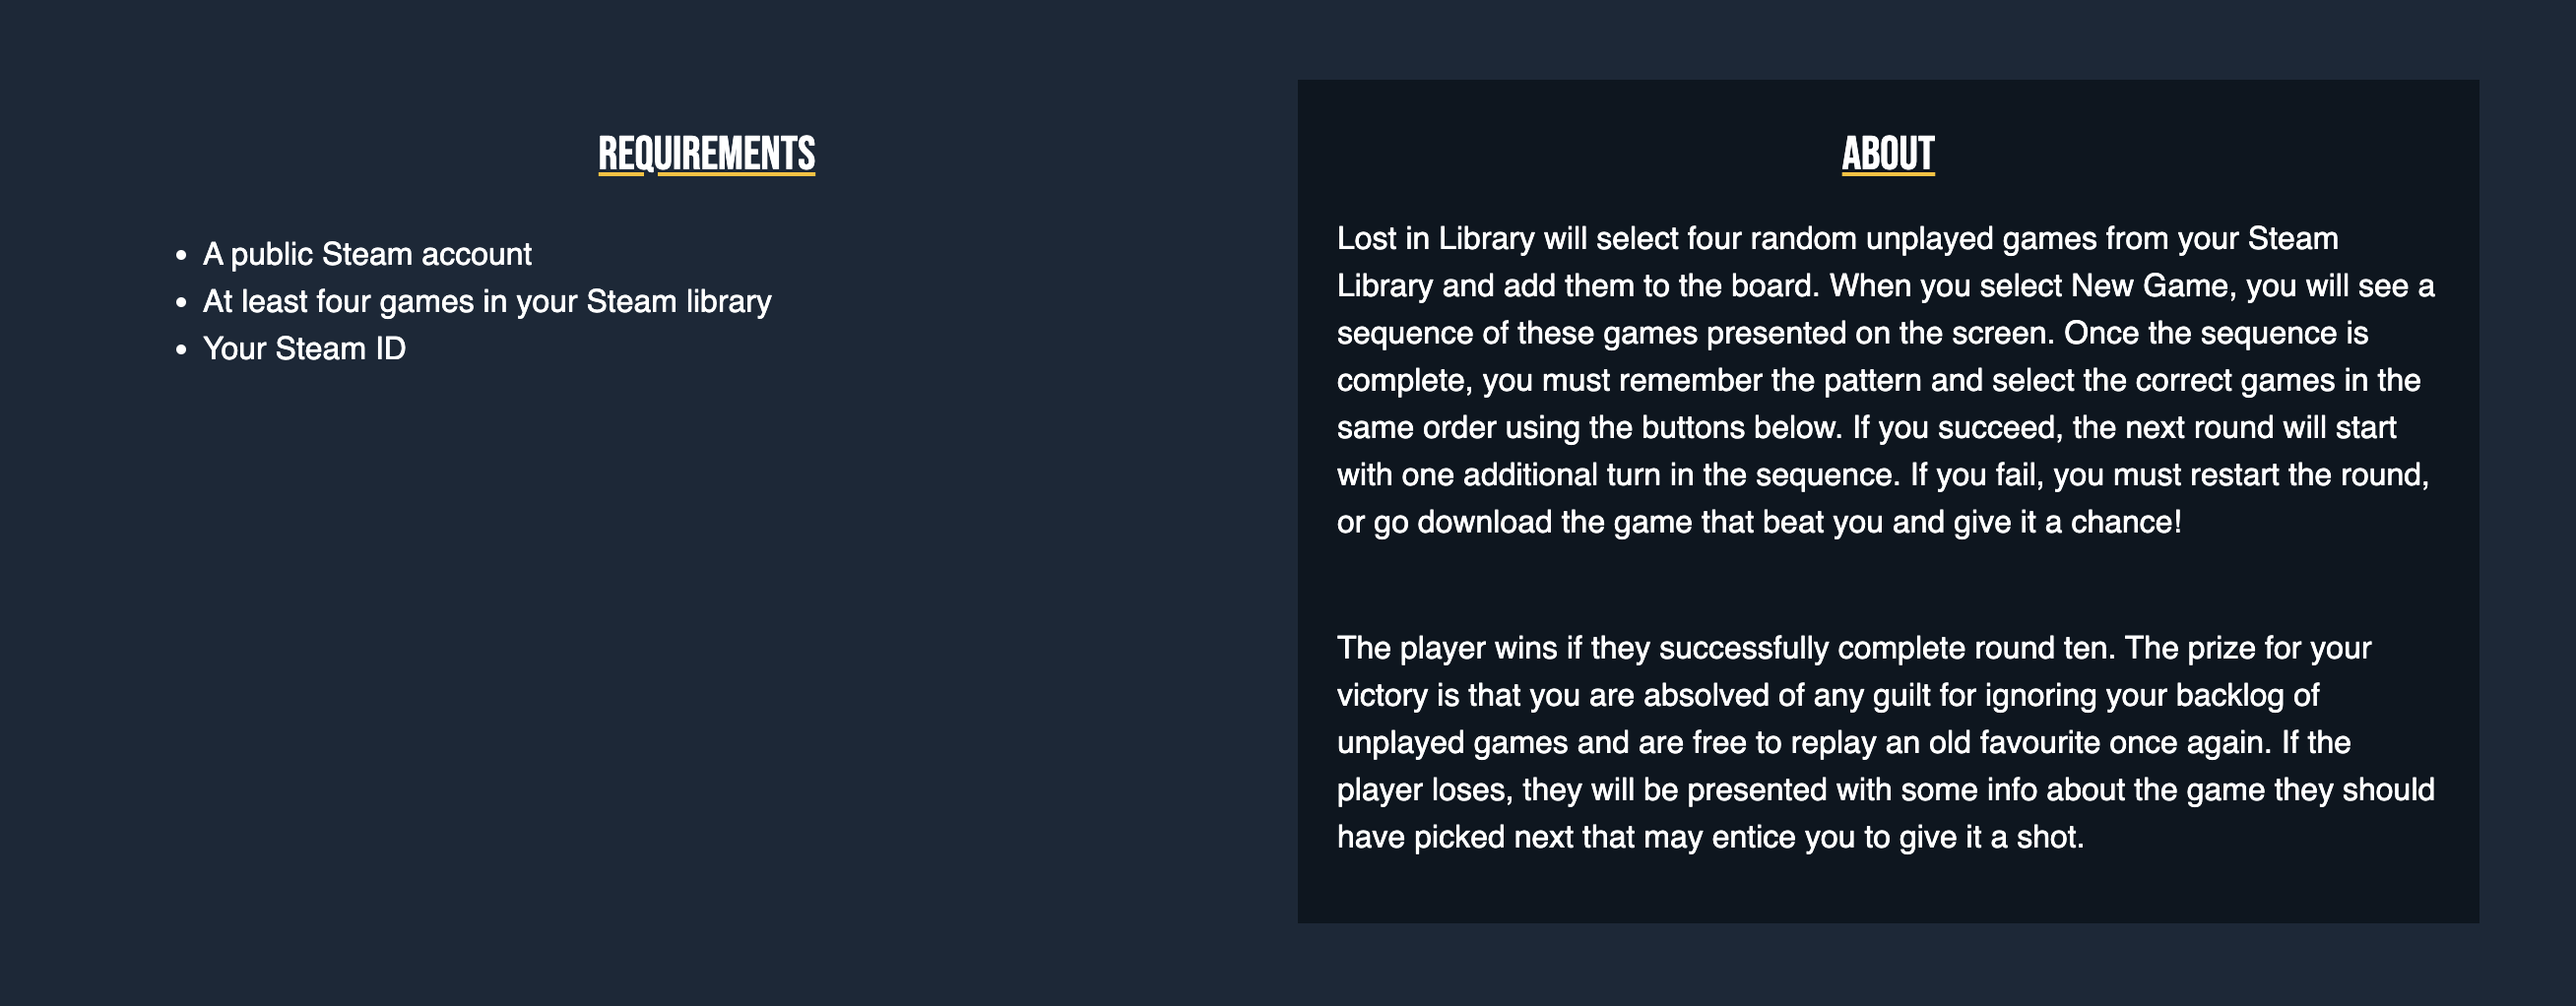 REQUIREMENTS
• A public Steam account
• At least four games in your Steam library
• Your Steam ID
ABOUT
Lost in Library will select four random unplayed games from your Steam
Library and add them to the board. When you select New Game, you will see a
sequence of these games presented on the screen. Once the sequence is
complete, you must remember the pattern and select the correct games in the
same order using the buttons below. If you succeed, the next round will start
with one additional turn in the sequence. If you fail, you must restart the round,
or go download the game that beat you and give it a chance!
The player wins if they successfully complete round ten. The prize for your
victory is that you are absolved of any guilt for ignoring your backlog of
unplayed games and are free to replay an old favourite once again. If the
player loses, they will be presented with some info about the game they should
have picked next that may entice you to give it a shot.